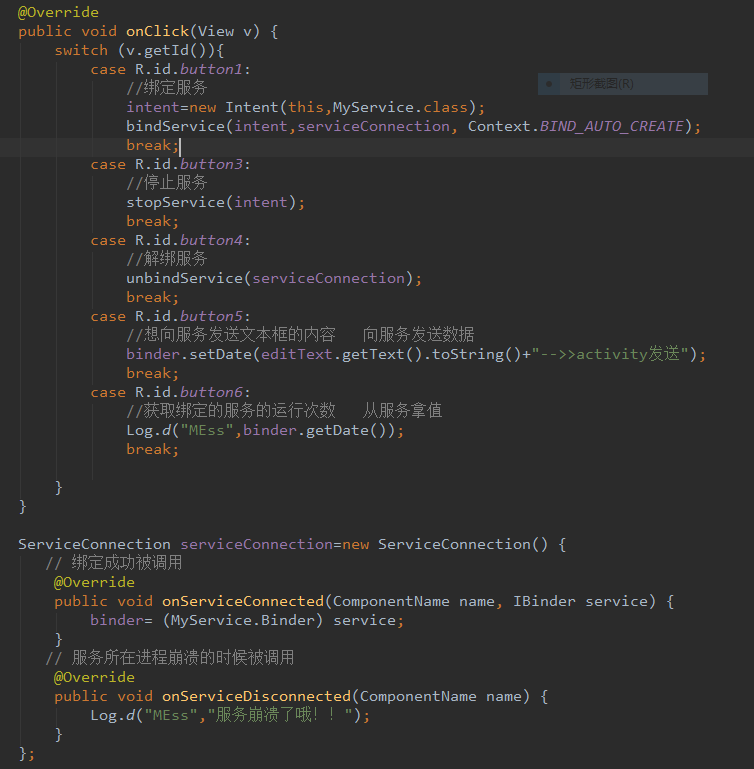 @Override
public void onClick(View v) {
switch (v.getId()){
case R.id.button1:
//绑定服务
矩形截图(R)
intent=new Intent(this,MyService.class);
bindService(intent,serviceConnection, Context.BIND_AUTO_CREATE);
break;
case R.id.button3:
//停止服务
stopService(intent);
break;
case R.id.button4:
//解绑服务
unbindService(serviceConnection);
break;
case R.id.button5:
//想向服务发送文本框的内容   向服务发送数据
binder.setDate(editText.getText().toString()+"-->>activity发送");
break;
case R.id.button6:
//获取绑定的服务的运行次数   从服务拿值
Log.d("MEss",binder.getDate());
break;
}
}
ServiceConnection serviceConnection=new ServiceConnection() {
// 绑定成功被调用
@Override
public void onServiceConnected(ComponentName name, IBinder service) {
binder= (MyService.Binder) service;
}
// 服务所在进程崩溃的时候被调用
@Override
public void onServiceDisconnected(ComponentName name) {
Log.d("MEss","服务崩溃了哦！！");
}
};